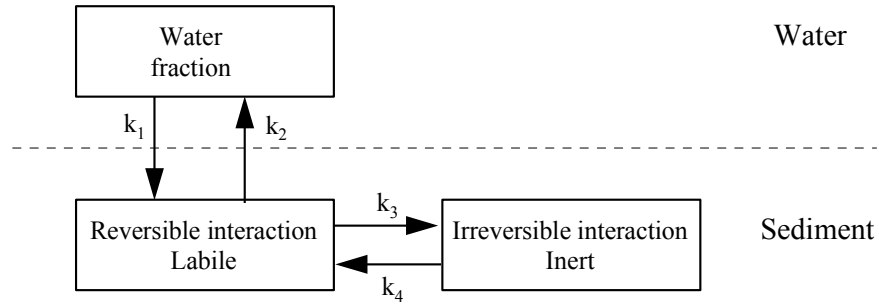 Water
fraction
Water
k1
k2
Reversible interaction
Labile
k3
k4
Irreversible interaction
Inert
Sediment